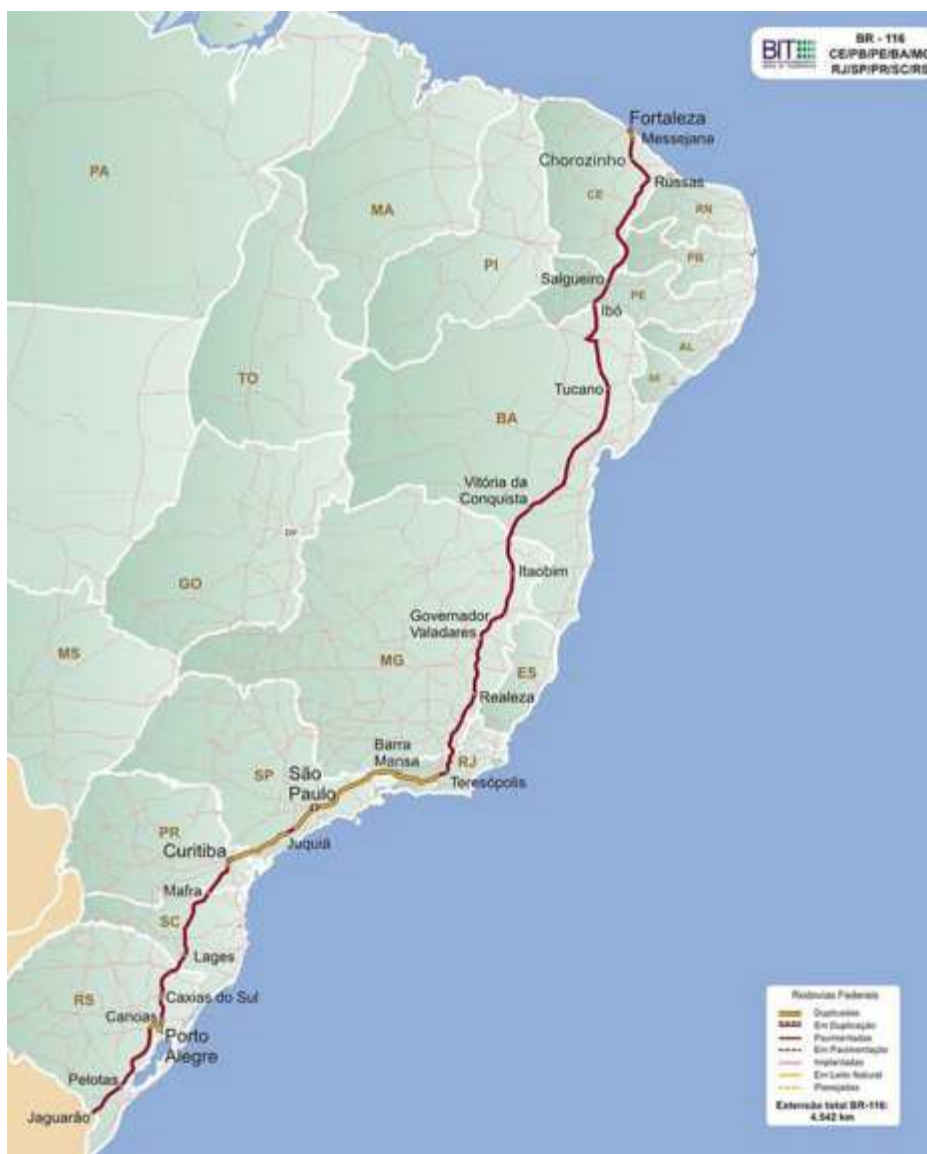 BIT
BR - 116
CE/PB/PE/BA/MG
RJ/SP/PR/SC/RS
Fortaleza
Messejana
Chorozinho
Russas
PA
MA
CE
RN
PI
PB
Salgueiro
PE
Ibó
AL
TO
Tucano
BA
Vitória da
Conquista
DF
Itaobim
GO
Governador
Valadares
MS
MG
ES
Realeza
Barra
Mansa
RJ
SP
São
Paulo
Teresópolis
PR
Juquiá
Curitiba
Mafra
SC
Lages
RS
Caxias do Sul
Canoas
Porto
Alegre
Pelotas
Jaguarão
Rodovias Federais
Duplicadas
Em Duplicação
Pavimentadas
Em Pavimentação
Implantadas
Em Leito Natural
Planejadas
Extensão total BR-116:
4.542 km